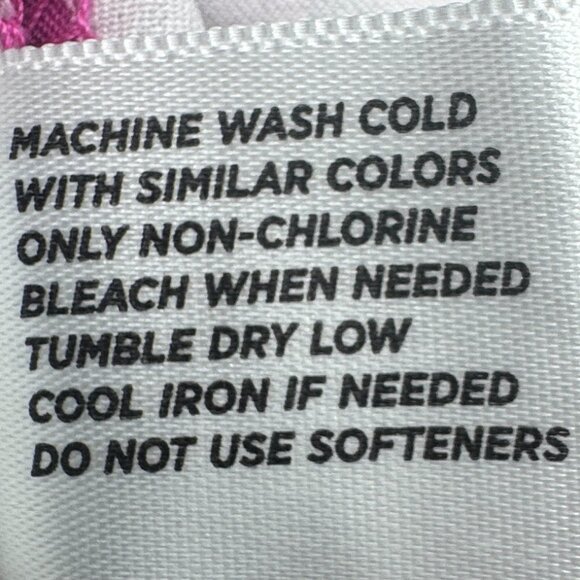 MACHINE WASH COLD
WITH SIMILAR COLORS
ONLY NON-CHLORINE
BLEACH WHEN NEEDED
TUMBLE DRY LOW
COOL IRON IF NEEDED
DO NOT USE SOFTENERS